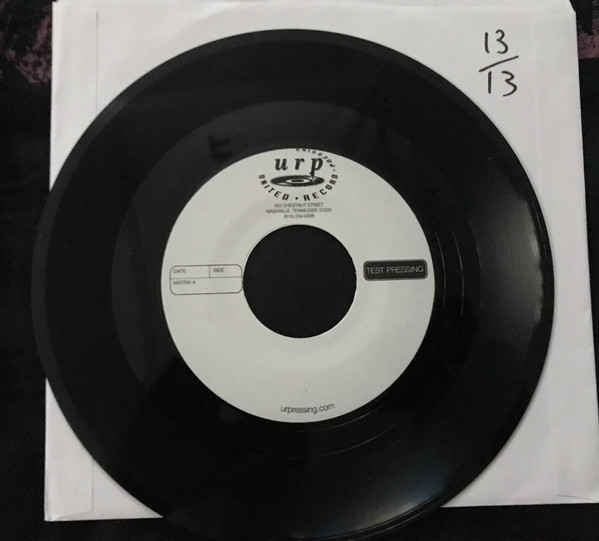 13
13
urp
UNITED • RECORD • PRESSING
453 CHESTNUT STREET
NASHVILLE, TENNESSEE 37203
DATE
SIDE
MATRIX #
TEST PRESSING
urpressing.com